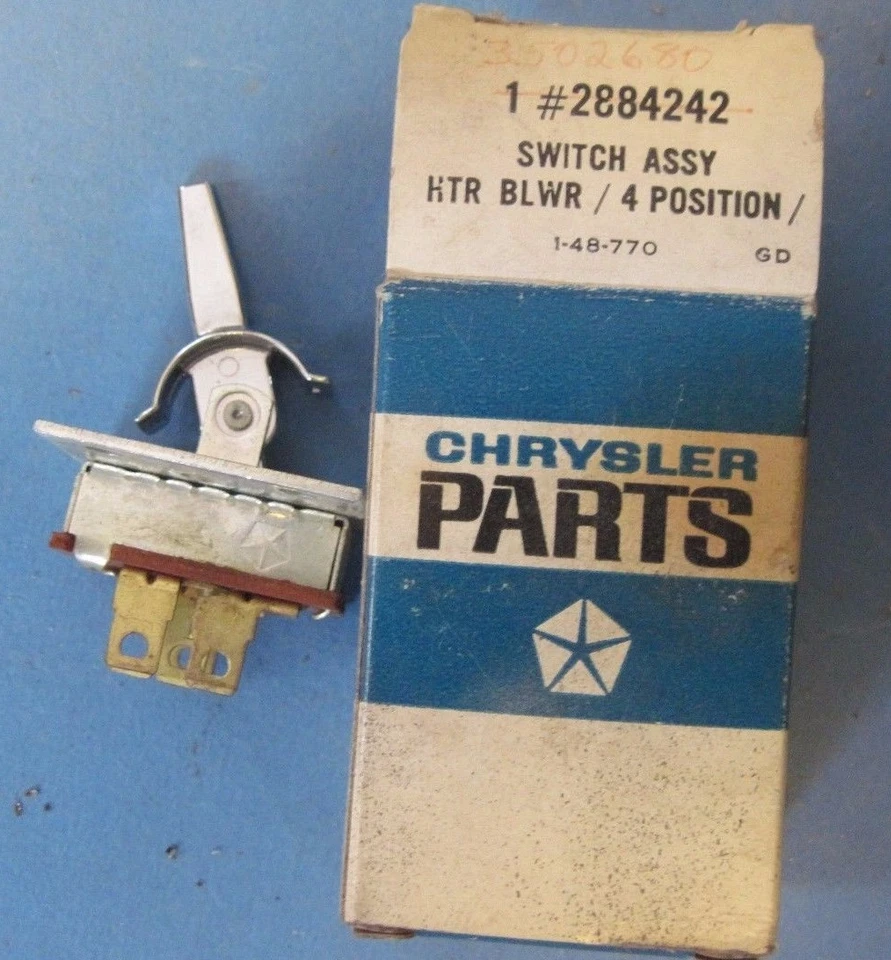 3502680
1 #2884242
SWITCH ASSY
HTR BLWR / 4 POSITION /
1-48-770 GD
CHRYSLER
PARTS